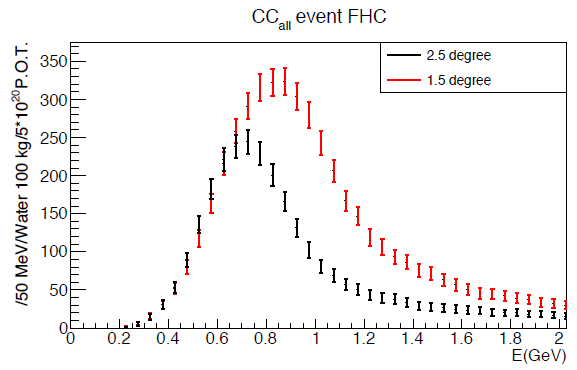 CC_all event FHC
2.5 degree
1.5 degree
/50 MeV/Water 100 kg/5*10^20 P.O.T.
350
300
250
200
150
100
50
0
0 0.2 0.4 0.6 0.8 1 1.2 1.4 1.6 1.8 2
E(GeV)